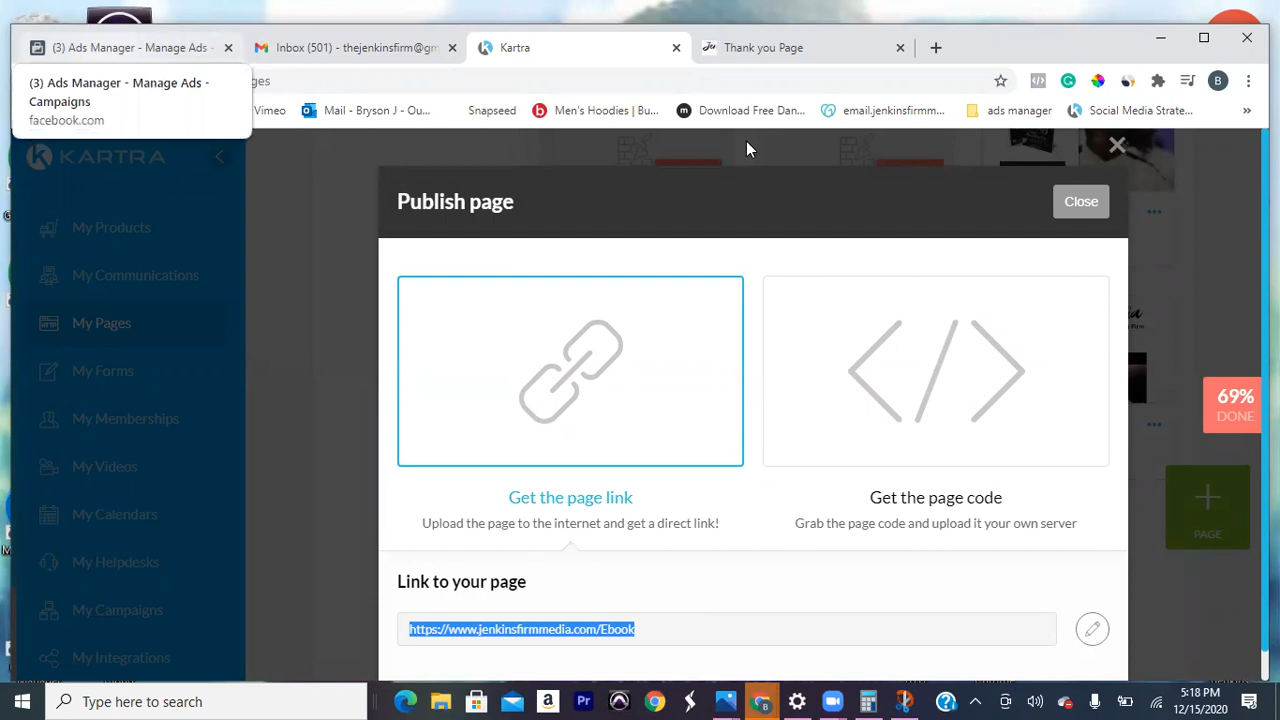 (3) Ads Manager - Manage Ads -
Inbox (501) - thejenkinsfirm@gm
Kartra
Thank you Page
(3) Ads Manager - Manage Ads -
Campaigns
facebook.com
ges
B
Vimeo
Mail - Bryson J - Ou...
Snapseed
Men's Hoodies | Bu...
Download Free Dan...
email.jenkinsfirmm...
ads manager
Social Media Strate...
»
KARTRA
Publish page
Close
My Products
My Communications
My Pages
My Forms
My Memberships
My Videos
My Calendars
My Helpdesks
My Campaigns
My Integrations
Get the page link
Upload the page to the internet and get a direct link!
Get the page code
Grab the page code and upload it your own server
69%
DONE
PAGE
Link to your page
https://www.jenkinsfirmmedia.com/Ebook
Type here to search
5:18 PM
12/15/2020